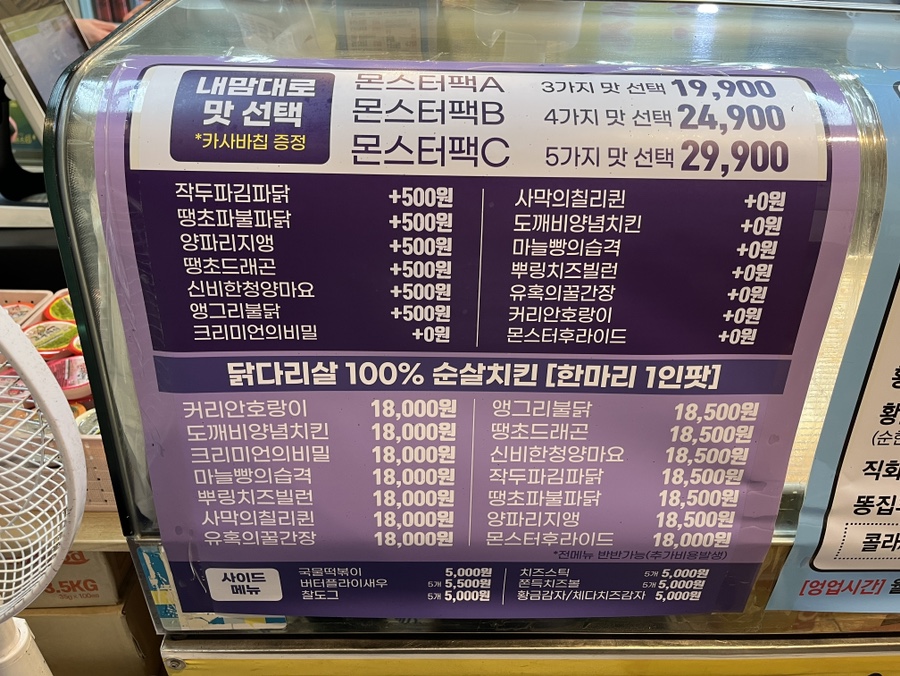 내맘대로
맛 선택
*카사바칩 증정
몬스터팩A 3가지 맛 선택 19,900
몬스터팩B 4가지 맛 선택 24,900
몬스터팩C 5가지 맛 선택 29,900
작두파김파닭 +500원
땡초파불파닭 +500원
양파리지앵 +500원
땡초드래곤 +500원
신비한청양마요 +500원
앵그리불닭 +500원
크리미언의비밀 +0원
사막의칠리퀸 +0원
도깨비양념치킨 +0원
마늘빵의습격 +0원
뿌링치즈빌런 +0원
유혹의꿀간장 +0원
커리안호랑이 +0원
몬스터후라이드 +0원
닭다리살 100% 순살치킨 [한마리 1인팟]
커리안호랑이 18,000원
도깨비양념치킨 18,000원
크리미언의비밀 18,000원
마늘빵의습격 18,000원
뿌링치즈빌런 18,000원
사막의칠리퀸 18,000원
유혹의꿀간장 18,000원
앵그리불닭 18,500원
땡초드래곤 18,500원
신비한청양마요 18,500원
작두파김파닭 18,500원
땡초파불파닭 18,500원
양파리지앵 18,500원
몬스터후라이드 18,000원
*전메뉴 반반가능(추가비용발생)
사이드
메뉴
국물떡볶이 5,000원
버터플라이새우 5개 5,500원
찰도그 5개 5,000원
치즈스틱 5개 5,000원
쫀득치즈볼 5개 5,000원
황금감자/체다치즈감자 5,000원
직화
똥집
콜라
[영업시간]
3.5KG